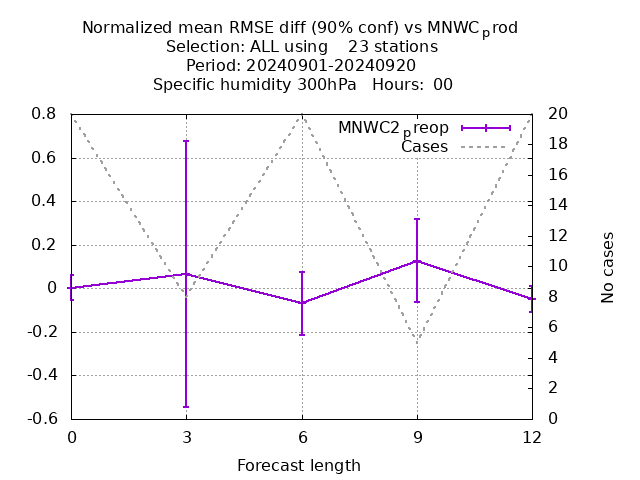 Normalized mean RMSE diff (90% conf) vs MNWC_prod
Selection: ALL using    23 stations
Period: 20240901-20240920
Specific humidity 300hPa   Hours:  00
MNWC2_preop
Cases
0.8
0.6
0.4
0.2
0
-0.2
-0.4
-0.6
20
18
16
14
12
10
8
6
4
2
0
No cases
0 3 6 9 12
Forecast length